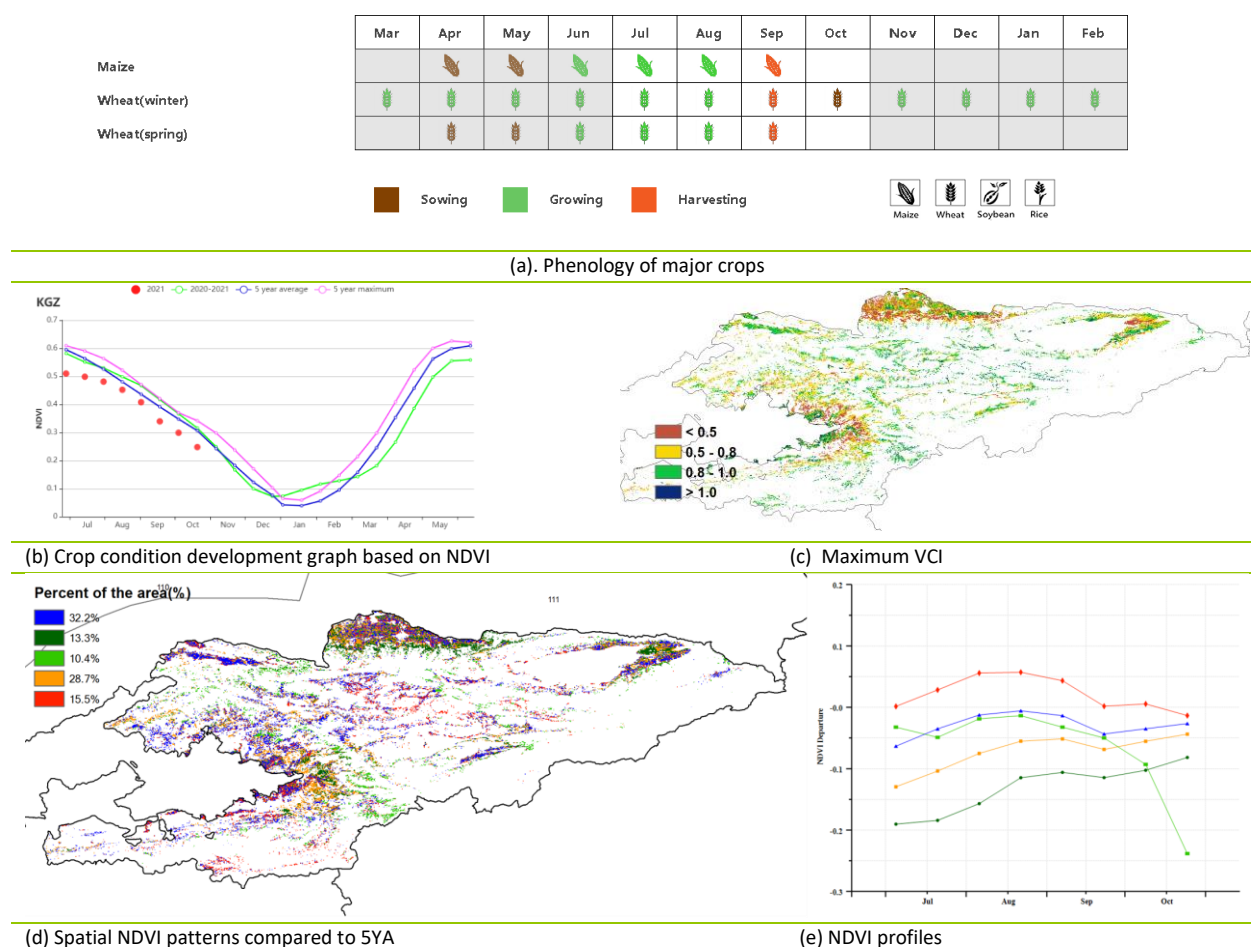 Mar Apr May Jun Jul Aug Sep Oct Nov Dec Jan Feb
Maize
Wheat(winter)
Wheat(spring)
Sowing Growing Harvesting
Maize Wheat Soybean Rice
(a). Phenology of major crops
2021 2020-2021 5 year average 5 year maximum
KGZ
NDVI
0.7
0.6
0.5
0.4
0.3
0.2
0.1
0
Jul Aug Sep Oct Nov Dec Jan Feb Mar Apr May
< 0.5
0.5 - 0.8
0.8 - 1.0
> 1.0
(b) Crop condition development graph based on NDVI (c) Maximum VCI
Percent of the area(%)
110
111
32.2%
13.3%
10.4%
28.7%
15.5%
NDVI Departure
0.2
0.1
-0.0
-0.1
-0.2
-0.3
Jul Aug Sep Oct
(d) Spatial NDVI patterns compared to 5YA (e) NDVI profiles